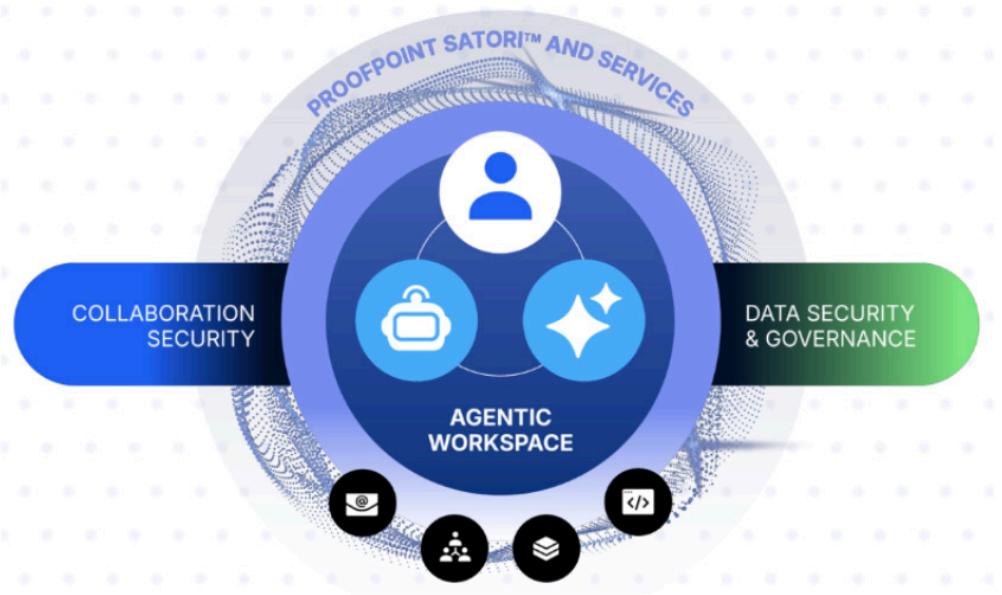 PROOFPOINT SATORI™ AND SERVICES
COLLABORATION
SECURITY
DATA SECURITY
& GOVERNANCE
AGENTIC
WORKSPACE